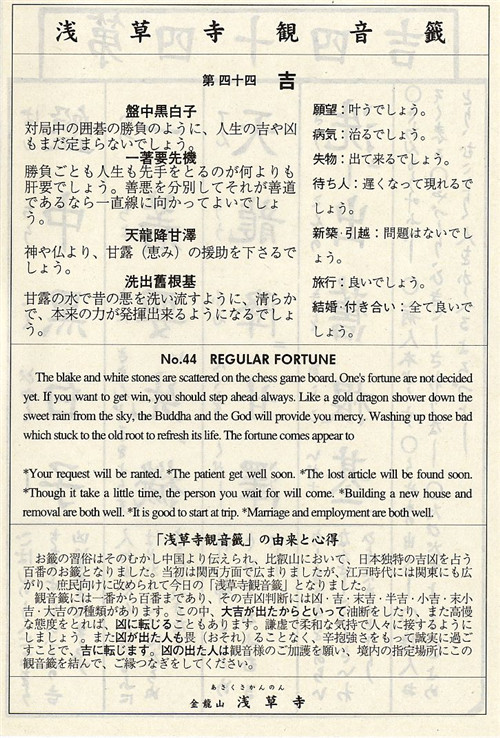 浅草寺観音籤
第四十四 吉
盤中黒白子
対局中の囲碁の勝負のように、人生の吉や凶
もまだ定まらないでしょう。
一著要先機
勝負ごとも人生も先手をとるのが何よりも
肝要でしょう。善悪を分別してそれが善道
であるなら一直線に向かってよいでしょ
う。
天龍降甘澤
神や仏より、甘露（恵み）の援助を下さるで
しょう。
洗出舊根基
甘露の水で昔の悪を洗い流すように、清らか
で、本来の力が発揮出来るようになるでしょ
う。
願望：叶うでしょう。
病気：治るでしょう。
失物：出て来るでしょう。
待ち人：遅くなって現れるで
しょう。
新築・引越：問題はないでし
ょう。
旅行：良いでしょう。
結婚・付き合い：全て良いで
しょう。
No.44 REGULAR FORTUNE
The blake and white stones are scattered on the chess game board. One's fortune are not decided
yet. If you want to get win, you should step ahead always. Like a gold dragon shower down the
sweet rain from the sky, the Buddha and the God will provide you mercy. Washing up those bad
which stuck to the old root to refresh its life. The fortune comes appear to
*Your request will be ranted. *The patient get well soon. *The lost article will be found soon.
*Though it take a little time, the person you wait for will come. *Building a new house and
removal are both well. *It is good to start at trip. *Marriage and employment are both well.
「浅草寺観音籤」の由来と心得
お籤の習俗はそのむかし中国より伝えられ、比叡山において、日本独特の吉凶を占う
百番のお籤となりました。当初は関西方面で広まりましたが、江戸時代には関東にも広
がり、庶民向けに改められて今日の「浅草寺観音籤」となりました。
観音籤には一番から百番まであり、その吉凶判断には凶・吉・末吉・半吉・小吉・末小
吉・大吉の7種類があります。この中、大吉が出たからといって油断をしたり、また高慢
な態度をとれば、凶に転じることもあります。謙虚で柔和な気持で人々に接するように
しましょう。また凶が出た人も畏（おそれ）ることなく、辛抱強さをもって誠実に過ご
すことで、吉に転じます。凶の出た人は観音様のご加護を願い、境内の指定場所にこの
観音籤を結んで、ご縁つなぎをしてください。
あさくさかんのん
金龍山 浅草寺